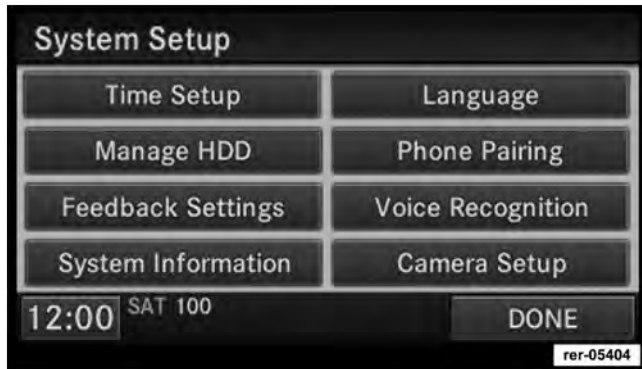 System Setup
Time Setup
Language
Manage HDD
Phone Pairing
Feedback Settings
Voice Recognition
System Information
Camera Setup
12:00
SAT 100
DONE
rer-05404